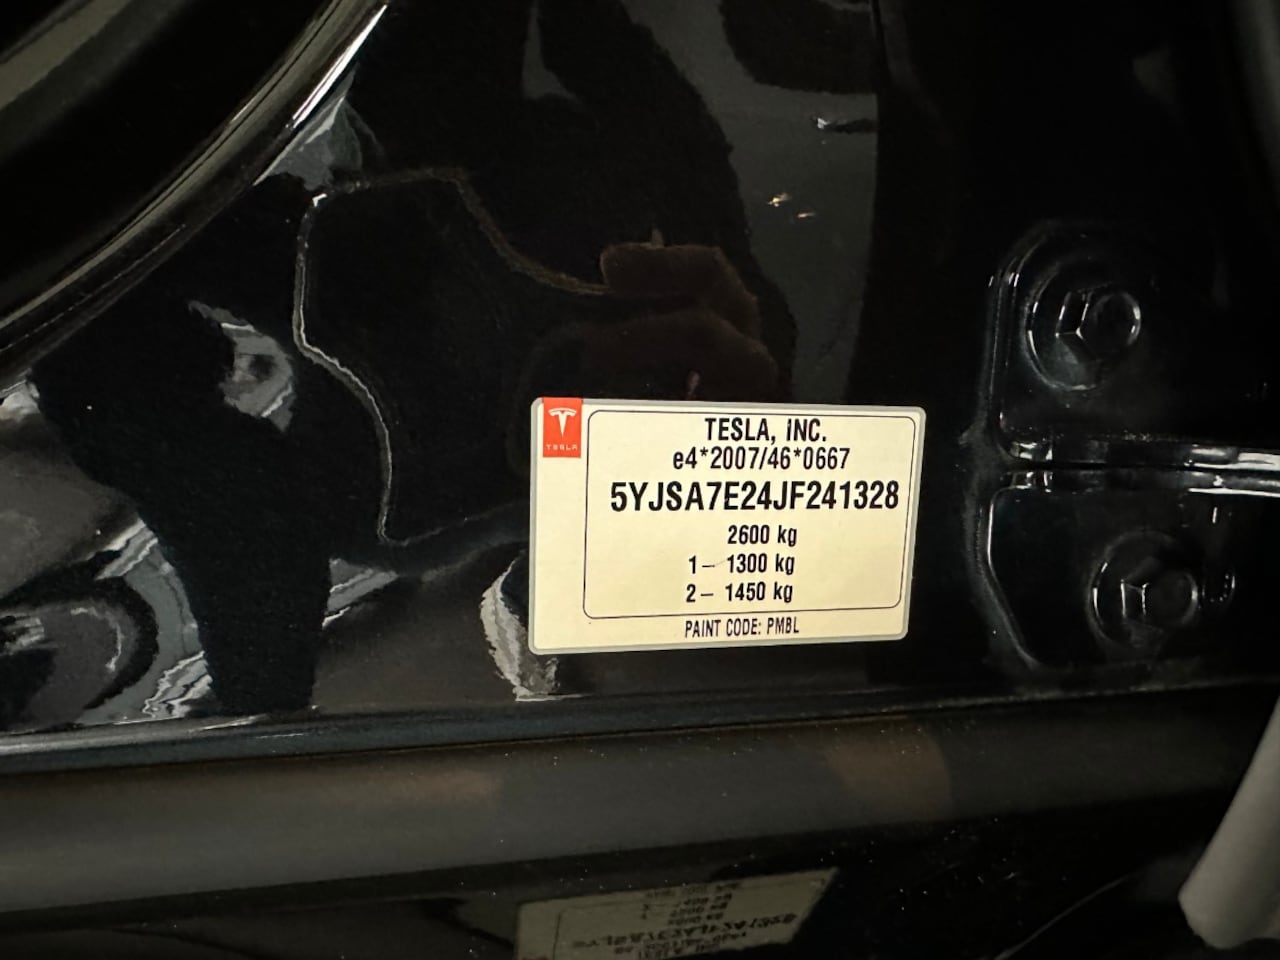 TESLA
TESLA, INC.
e4*2007/46*0667
5YJSA7E24JF241328
2600 kg
1– 1300 kg
2– 1450 kg
PAINT CODE: PMBL